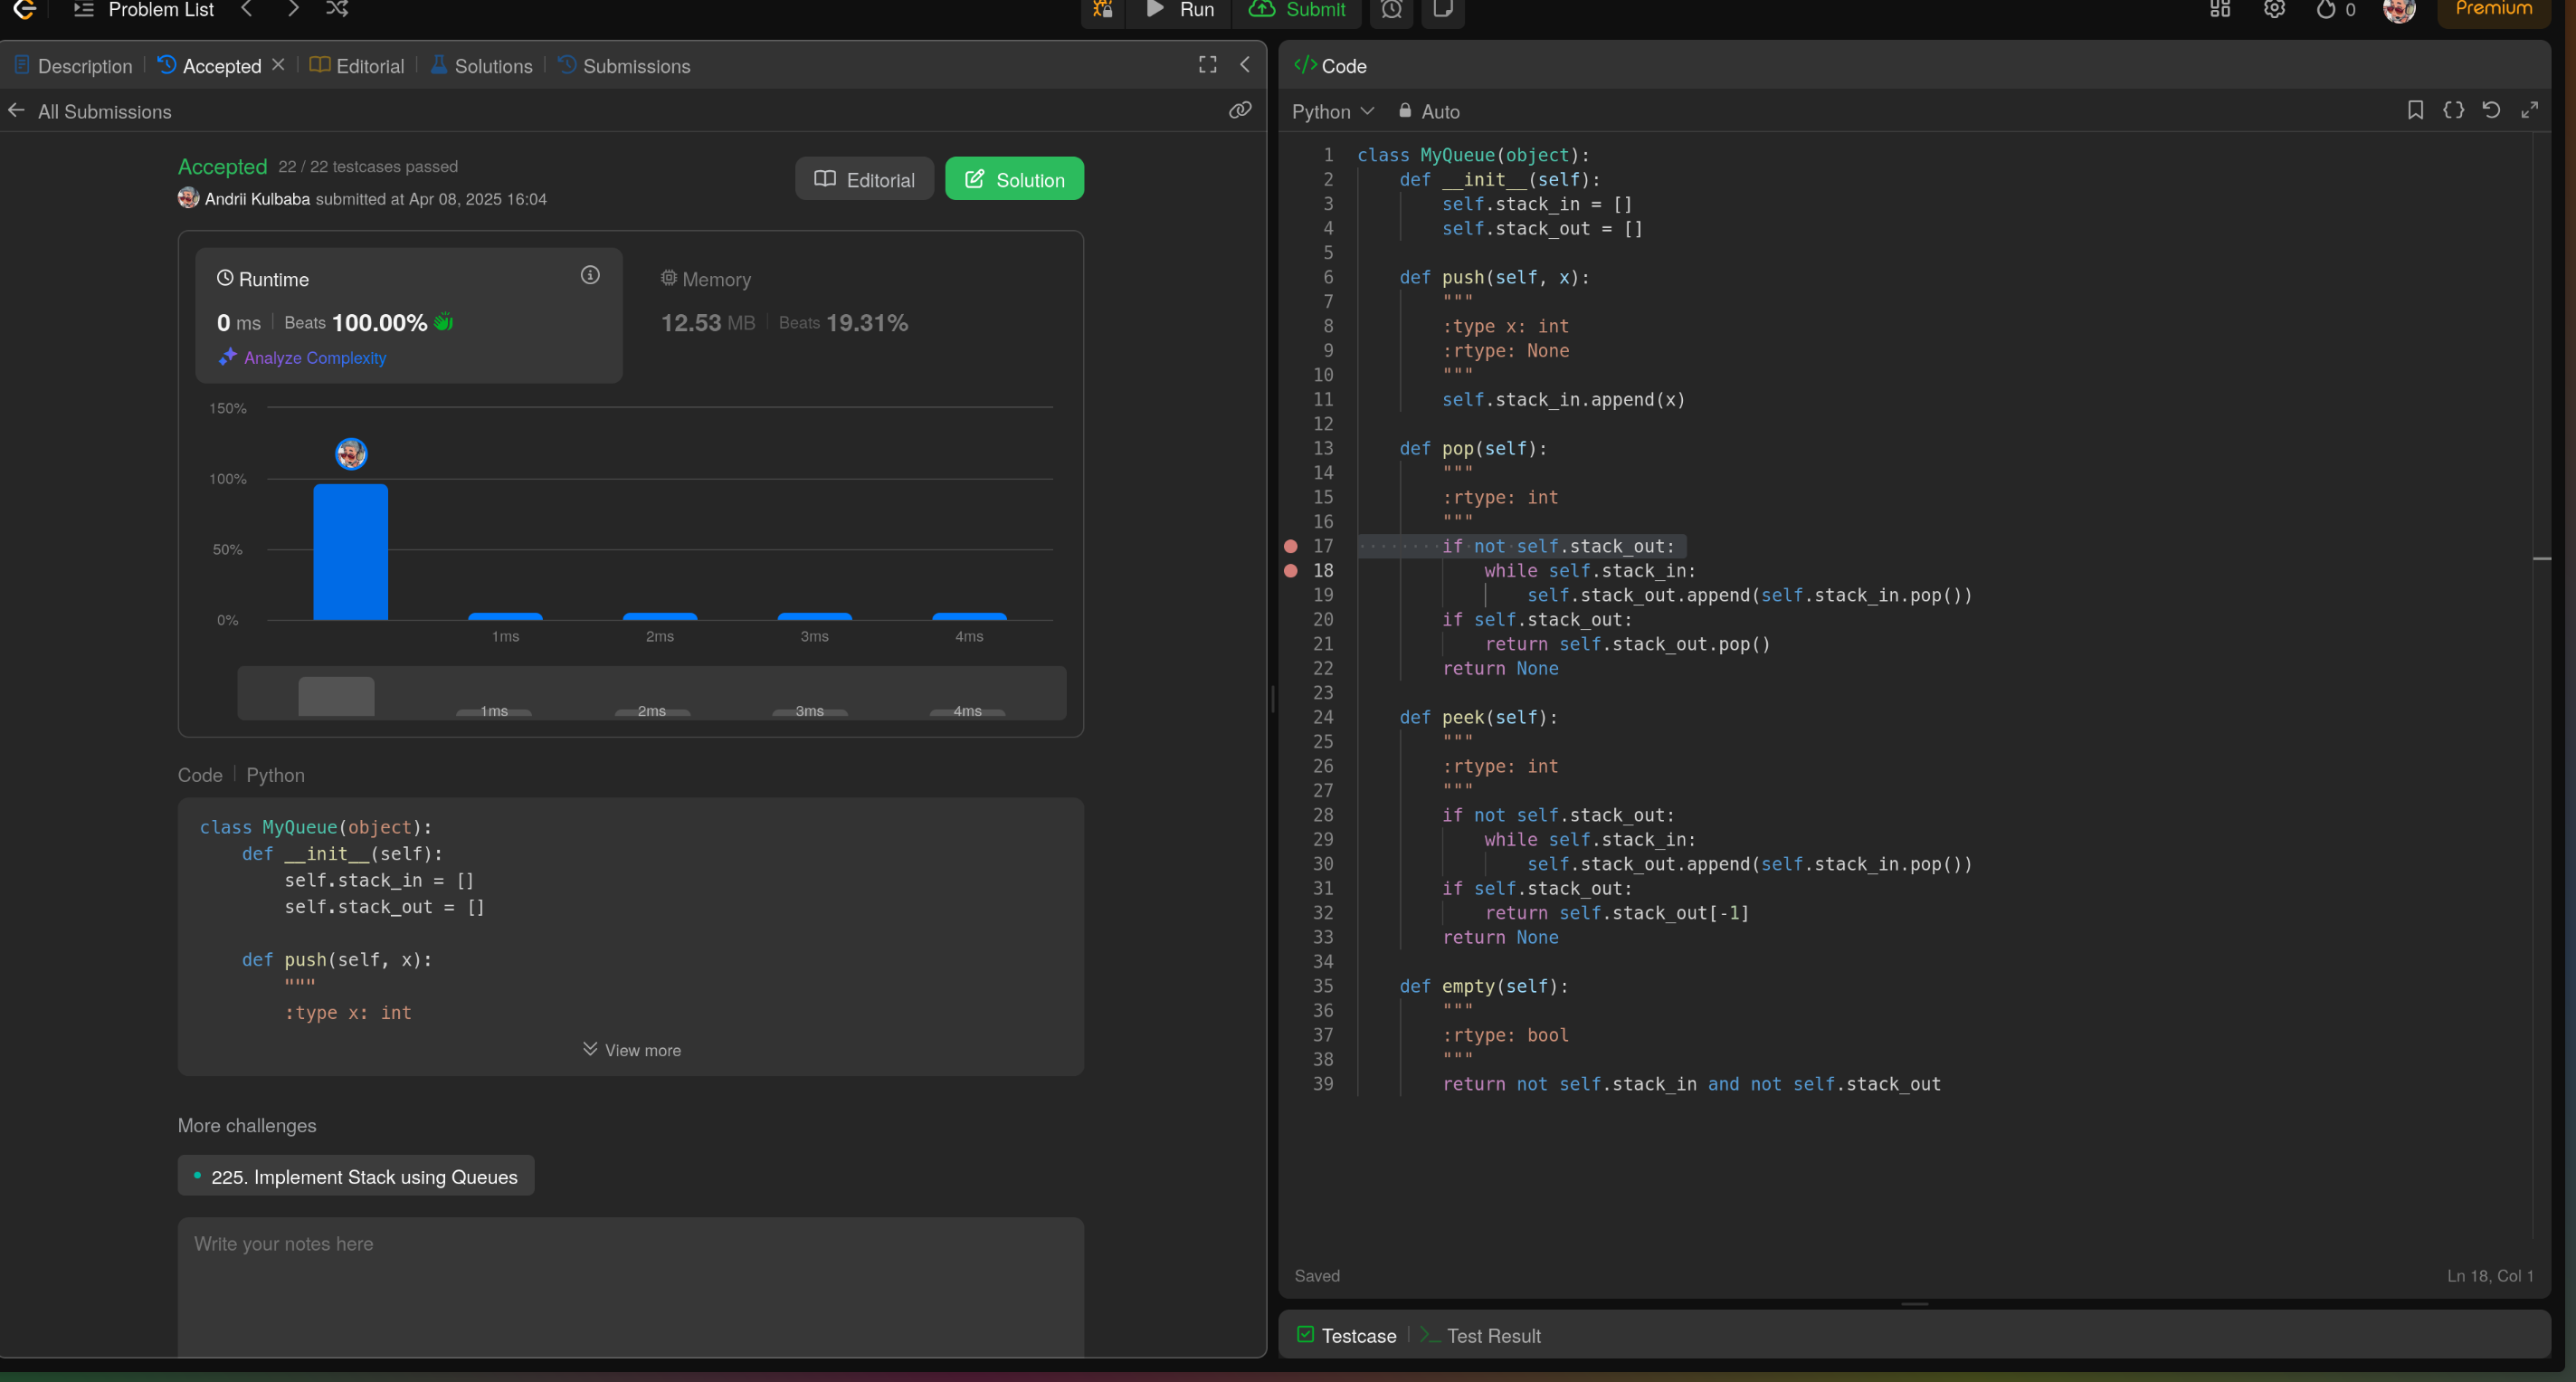 Problem List
Run
Submit
0
Premium
Description
Accepted
Editorial
Solutions
Submissions
All Submissions
Accepted 22 / 22 testcases passed
Andrii Kulbaba submitted at Apr 08, 2025 16:04
Editorial
Solution
Runtime
0 ms Beats 100.00%
Analyze Complexity
Memory
12.53 MB Beats 19.31%
150%
100%
50%
0%
1ms 2ms 3ms 4ms
1ms 2ms 3ms 4ms
Code Python
class MyQueue(object):
    def __init__(self):
        self.stack_in = []
        self.stack_out = []

    def push(self, x):
        """
        :type x: int
View more
More challenges
225. Implement Stack using Queues
Write your notes here
Code
Python Auto
1 class MyQueue(object):
2     def __init__(self):
3         self.stack_in = []
4         self.stack_out = []
5
6     def push(self, x):
7         """
8         :type x: int
9         :rtype: None
10         """
11         self.stack_in.append(x)
12
13     def pop(self):
14         """
15         :rtype: int
16         """
17         if not self.stack_out:
18             while self.stack_in:
19                 self.stack_out.append(self.stack_in.pop())
20         if self.stack_out:
21             return self.stack_out.pop()
22         return None
23
24     def peek(self):
25         """
26         :rtype: int
27         """
28         if not self.stack_out:
29             while self.stack_in:
30                 self.stack_out.append(self.stack_in.pop())
31         if self.stack_out:
32             return self.stack_out[-1]
33         return None
34
35     def empty(self):
36         """
37         :rtype: bool
38         """
39         return not self.stack_in and not self.stack_out
Saved
Ln 18, Col 1
Testcase
Test Result